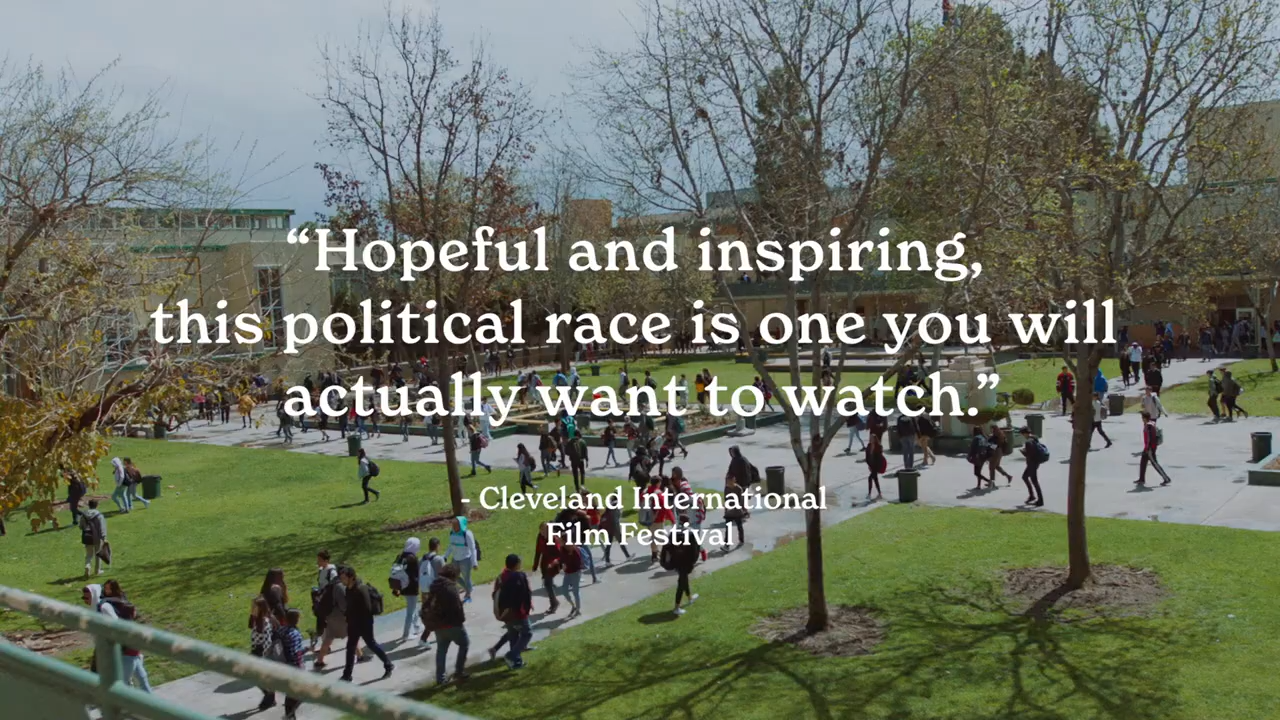 “Hopeful and inspiring,
this political race is one you will
actually want to watch.”
- Cleveland International
Film Festival